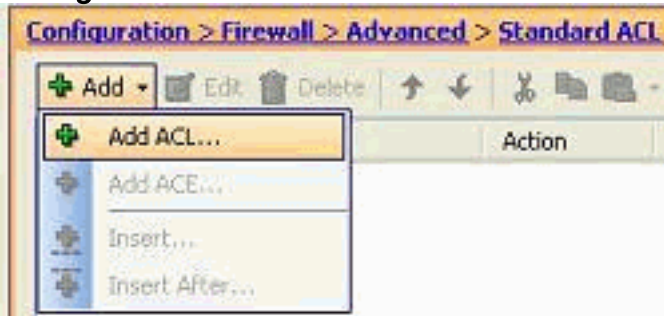 Configuration > Firewall > Advanced > Standard ACL
Add Edit Delete
Add ACL... Action
Add ACE...
Insert...
Insert After...